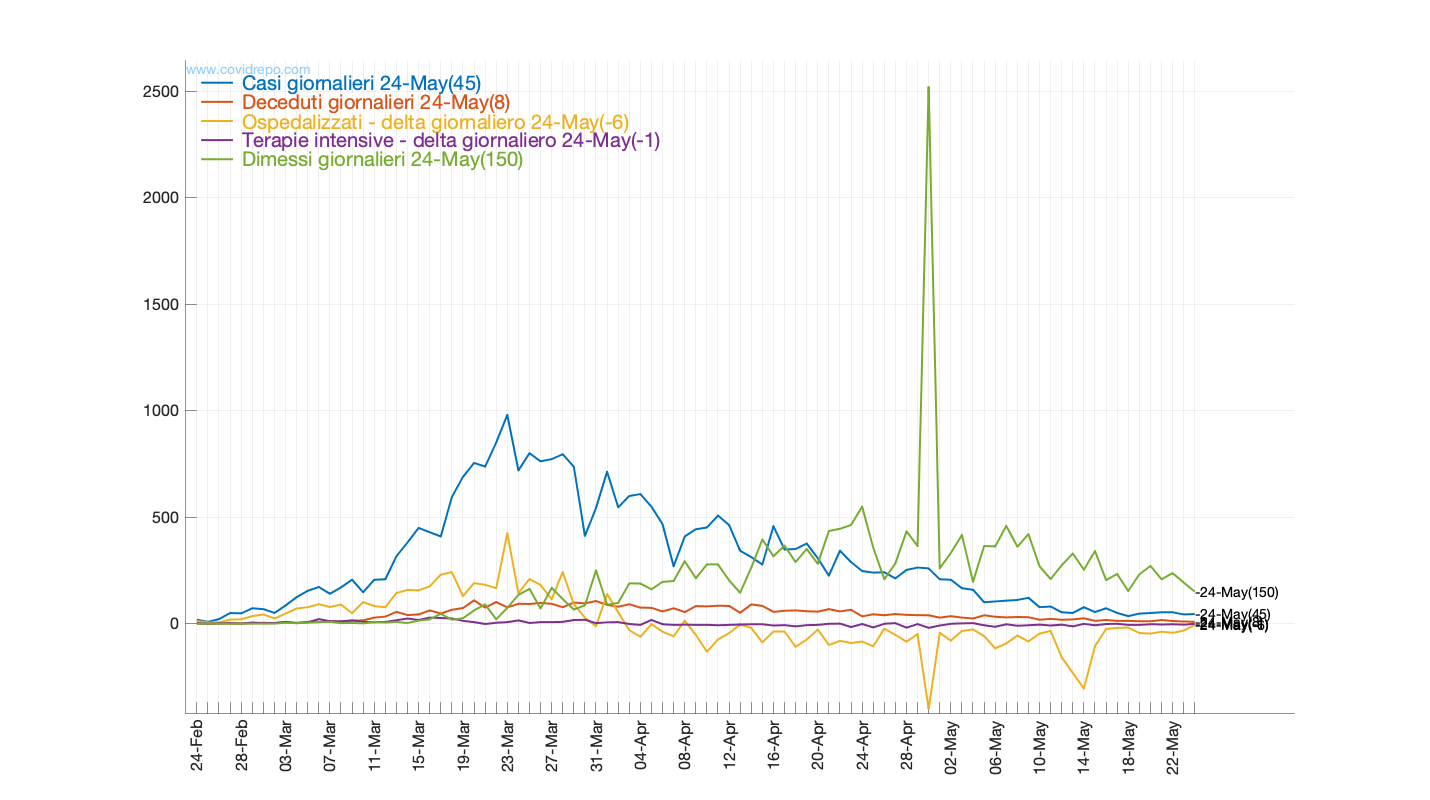 www.covidrepo.com
Casi giornalieri 24-May(45)
Deceduti giornalieri 24-May(8)
Ospedalizzati - delta giornaliero 24-May(-6)
Terapie intensive - delta giornaliero 24-May(-1)
Dimessi giornalieri 24-May(150)
2500
2000
1500
1000
500
0
-24-May(150)
-24-May(45)
24-Feb
28-Feb
03-Mar
07-Mar
11-Mar
15-Mar
19-Mar
23-Mar
27-Mar
31-Mar
04-Apr
08-Apr
12-Apr
16-Apr
20-Apr
24-Apr
28-Apr
02-May
06-May
10-May
14-May
18-May
22-May